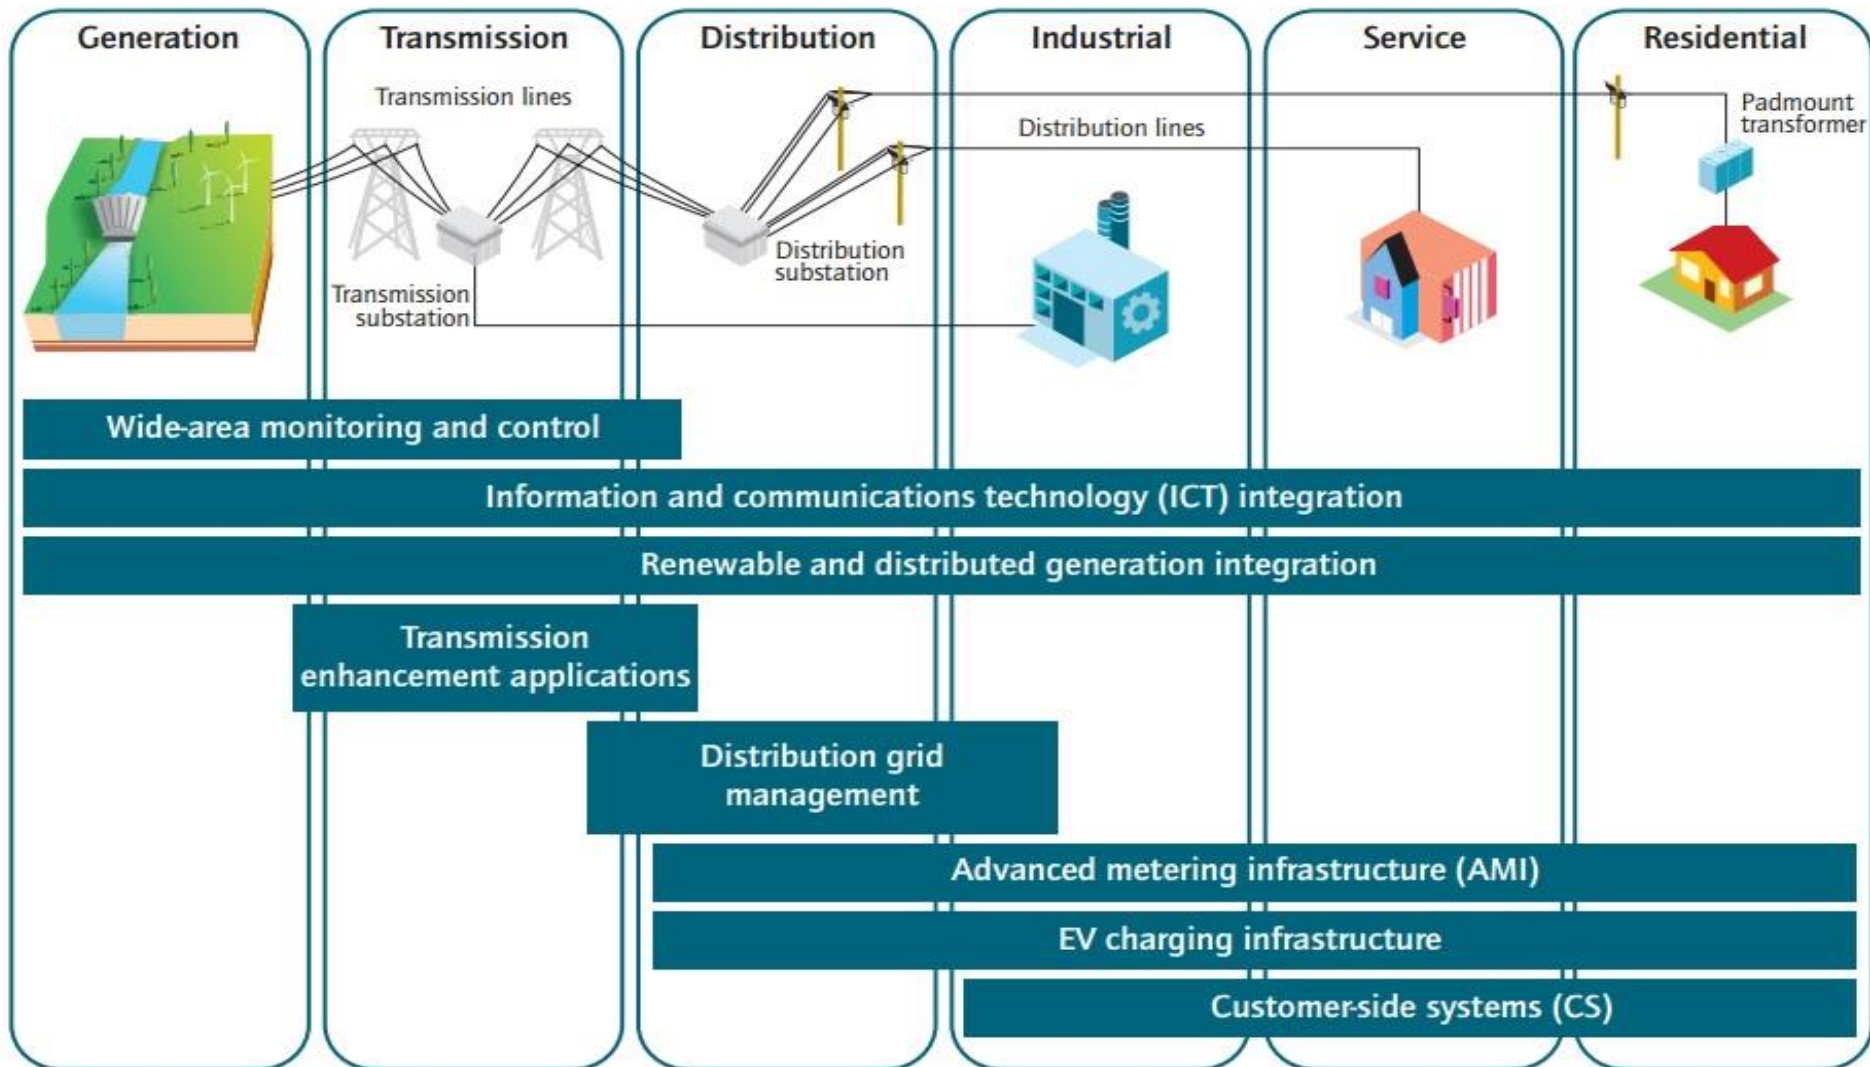 Generation
Transmission
Distribution
Industrial
Service
Residential
Transmission lines
Distribution lines
Padmount
transformer
Distribution
substation
Transmission
substation
Wide-area monitoring and control
Information and communications technology (ICT) integration
Renewable and distributed generation integration
Transmission
enhancement applications
Distribution grid
management
Advanced metering infrastructure (AMI)
EV charging infrastructure
Customer-side systems (CS)